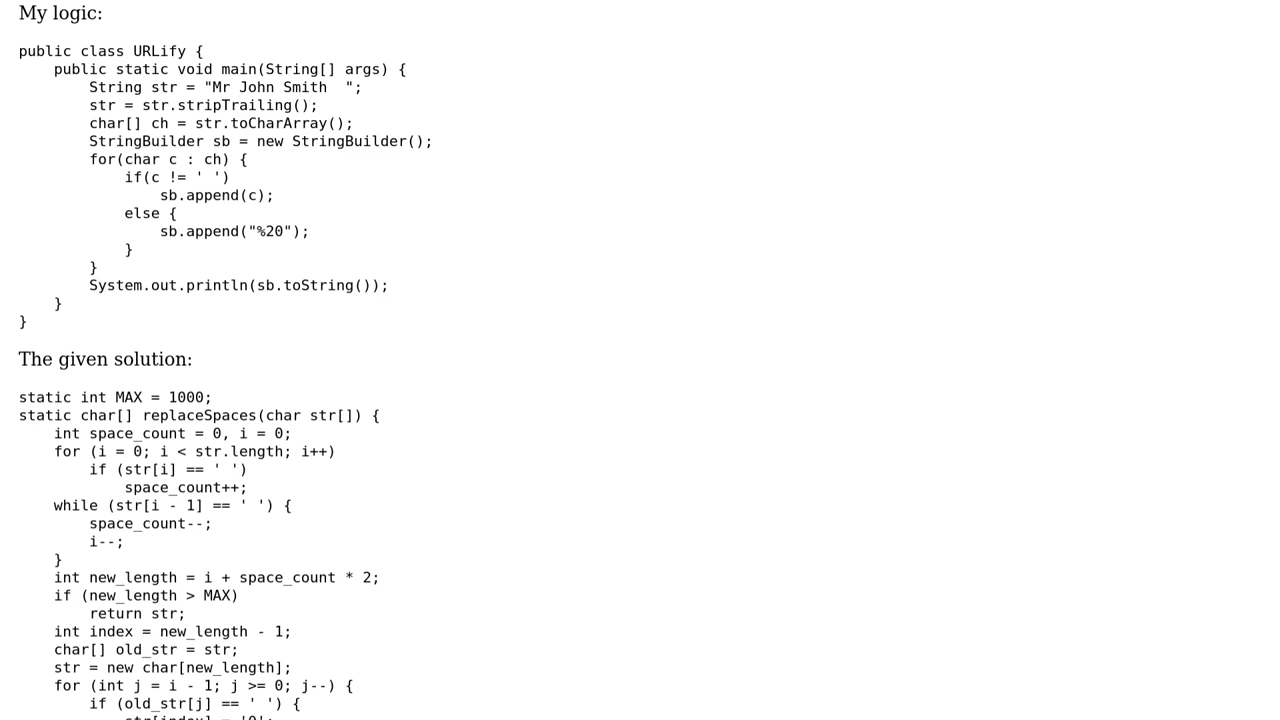 My logic:
public class URLify {
    public static void main(String[] args) {
        String str = "Mr John Smith  ";
        str = str.stripTrailing();
        char[] ch = str.toCharArray();
        StringBuilder sb = new StringBuilder();
        for(char c : ch) {
            if(c != ' ')
                sb.append(c);
            else {
                sb.append("%20");
            }
        }
        System.out.println(sb.toString());
    }
}
The given solution:
static int MAX = 1000;
static char[] replaceSpaces(char str[]) {
    int space_count = 0, i = 0;
    for (i = 0; i < str.length; i++)
        if (str[i] == ' ')
            space_count++;
    while (str[i - 1] == ' ') {
        space_count--;
        i--;
    }
    int new_length = i + space_count * 2;
    if (new_length > MAX)
        return str;
    int index = new_length - 1;
    char[] old_str = str;
    str = new char[new_length];
    for (int j = i - 1; j >= 0; j--) {
        if (old_str[j] == ' ') {
            str[index] = '0';